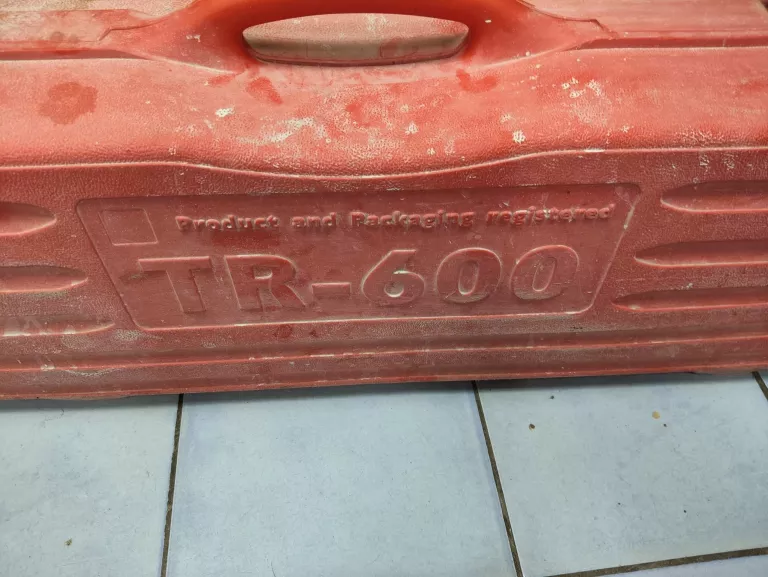 Product and Packaging registered
TR-600